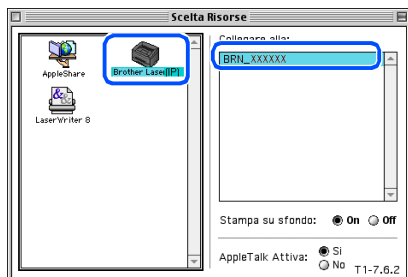 Scelta Risorse
Collegare alla:
AppleShare
Brother Laser(IP)
LaserWriter 8
BRN_XXXXXX
Stampa su sfondo: On Off
AppleTalk Attiva: Si
No
T1-7.6.2